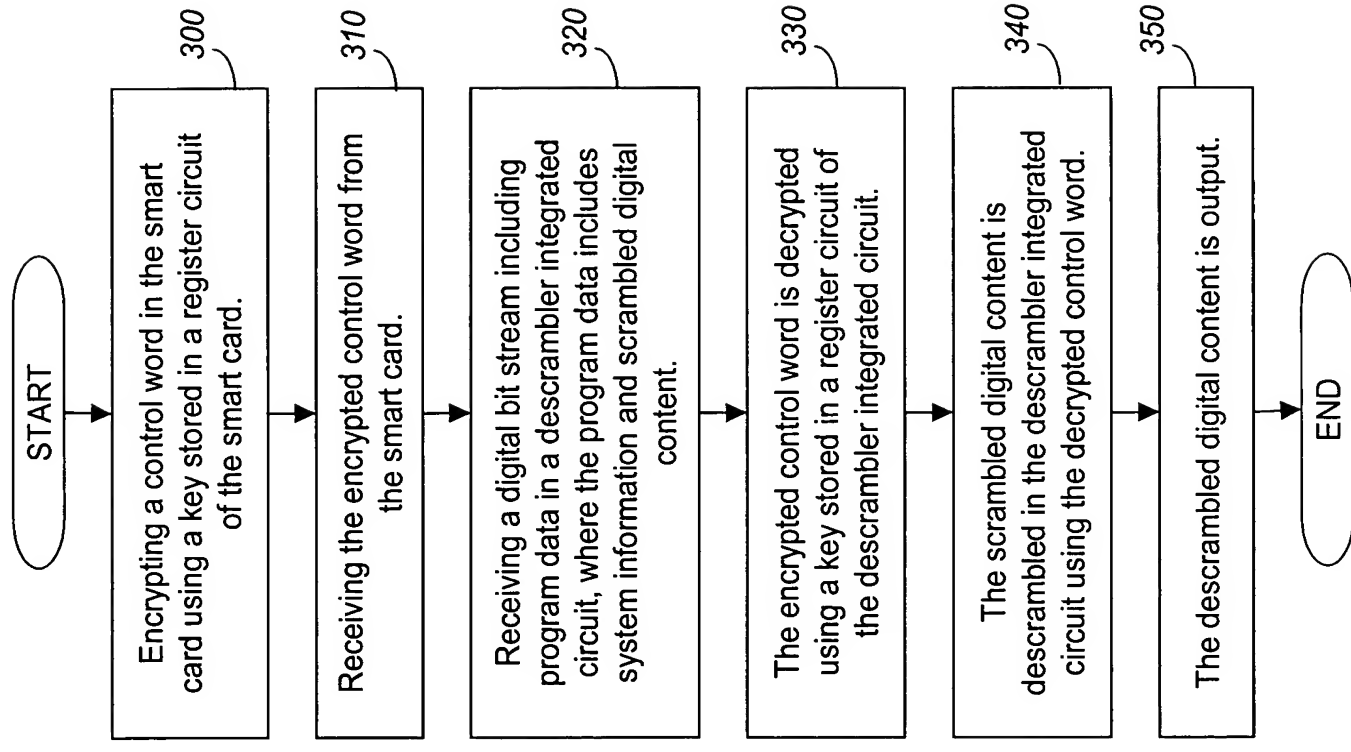 START
300
Encrypting a control word in the smart
card using a key stored in a register circuit
of the smart card.
310
Receiving the encrypted control word from
the smart card.
320
Receiving a digital bit stream including
program data in a descrambler integrated
circuit, where the program data includes
system information and scrambled digital
content.
330
The encrypted control word is decrypted
using a key stored in a register circuit of
the descrambler integrated circuit.
340
The scrambled digital content is
descrambled in the descrambler integrated
circuit using the decrypted control word.
350
The descrambled digital content is output.
END